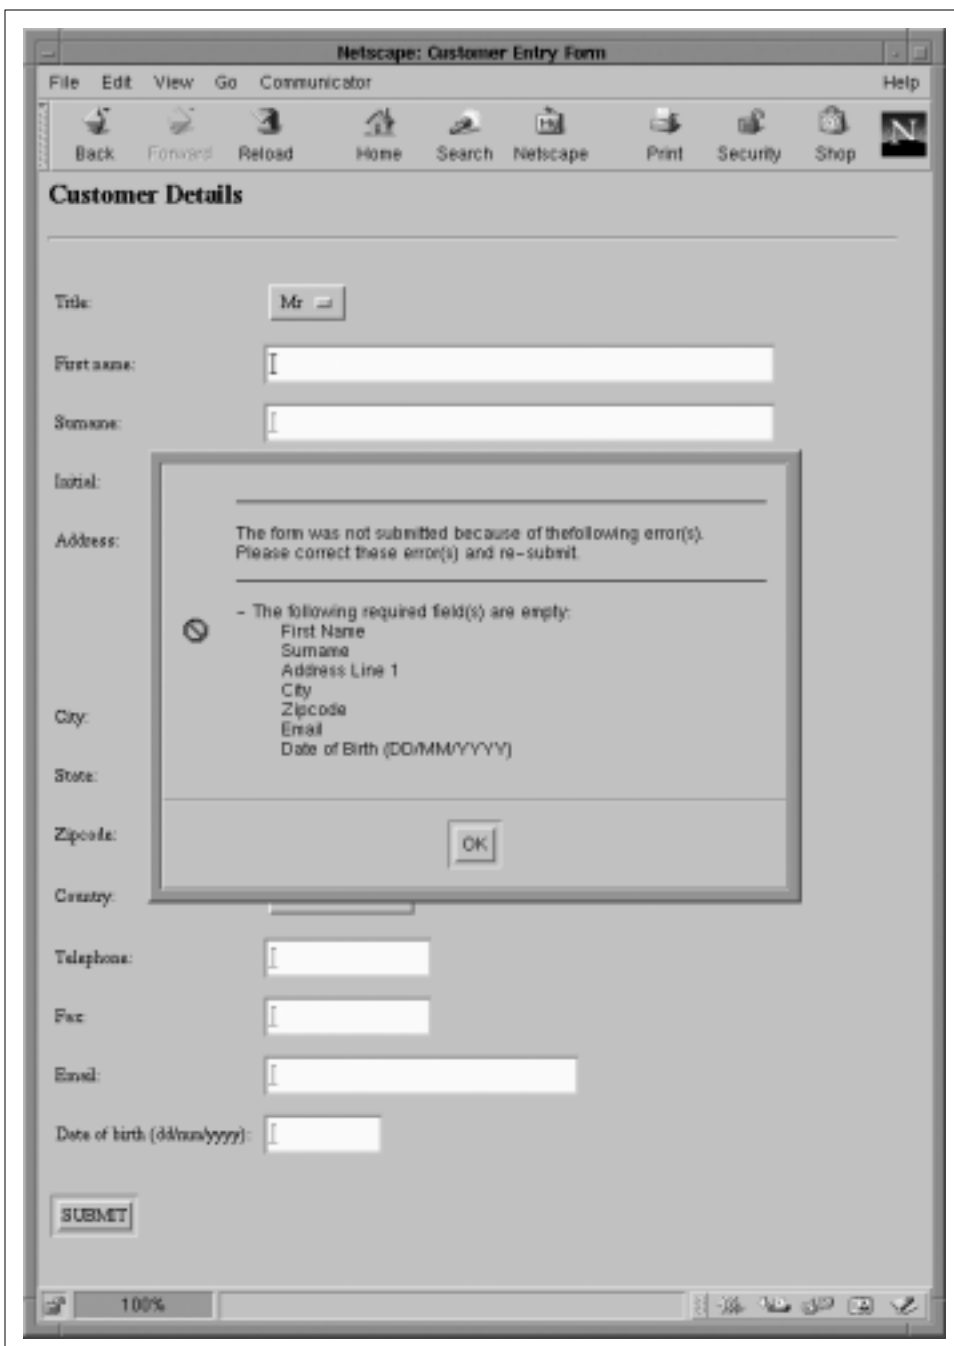 Netscape: Customer Entry Form
File Edit View Go Communicator Help
Back Forward Reload Home Search Netscape Print Security Shop
N
Customer Details
Title: Mr
First name:
Surname:
Initial:
Address:
The form was not submitted because of thefollowing error(s).
Please correct these error(s) and re-submit.
- The following required field(s) are empty:
First Name
Surname
Address Line 1
City
Zipcode
Email
Date of Birth (DD/MM/YYYY)
OK
City:
State:
Zipcode:
Country:
Telephone:
Fax:
Email:
Date of birth (dd/mm/yyyy):
SUBMIT
100%